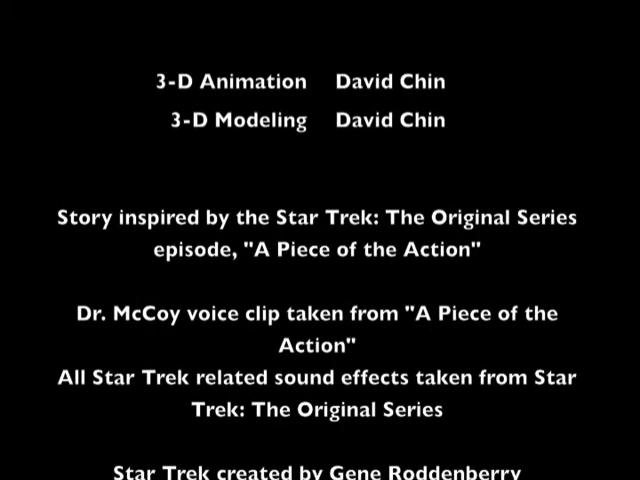 3-D Animation David Chin
3-D Modeling David Chin
Story inspired by the Star Trek: The Original Series
episode, "A Piece of the Action"
Dr. McCoy voice clip taken from "A Piece of the
Action"
All Star Trek related sound effects taken from Star
Trek: The Original Series
Star Trek created by Gene Roddenberry